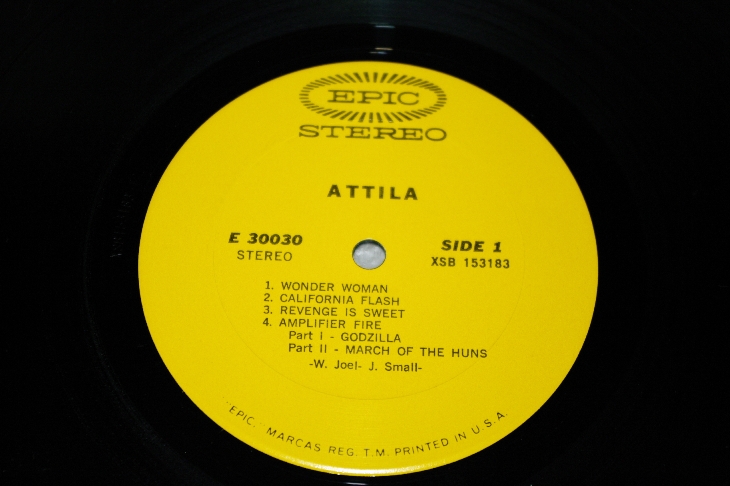 EPIC
STEREO
ATTILA
E 30030
STEREO
SIDE 1
XSB 153183
1. WONDER WOMAN
2. CALIFORNIA FLASH
3. REVENGE IS SWEET
4. AMPLIFIER FIRE
Part I - GODZILLA
Part II - MARCH OF THE HUNS
-W. Joel- J. Small-
"EPIC," MARCAS REG. T.M. PRINTED IN U.S.A.